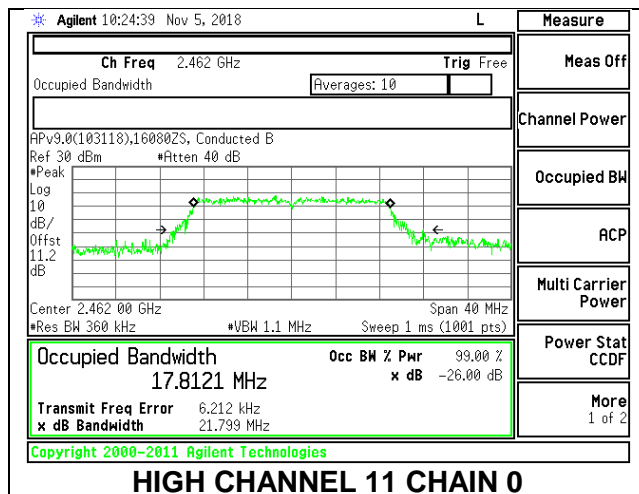 Agilent 10:24:39 Nov 5, 2018 L
Measure
Ch Freq 2.462 GHz Trig Free
Occupied Bandwidth Averages: 10
APv9.0(103118),16080ZS, Conducted B
Ref 30 dBm #Atten 40 dB
#Peak
Log
10
dB/
Offst
11.2
dB
Center 2.462 00 GHz Span 40 MHz
#Res BW 360 kHz #VBW 1.1 MHz Sweep 1 ms (1001 pts)
Occupied Bandwidth Occ BW % Pwr 99.00 %
17.8121 MHz x dB -26.00 dB
Transmit Freq Error 6.212 kHz
x dB Bandwidth 21.799 MHz
Copyright 2000-2011 Agilent Technologies
Meas Off
Channel Power
Occupied BW
ACP
Multi Carrier
Power
Power Stat
CCDF
More
1 of 2
HIGH CHANNEL 11 CHAIN 0